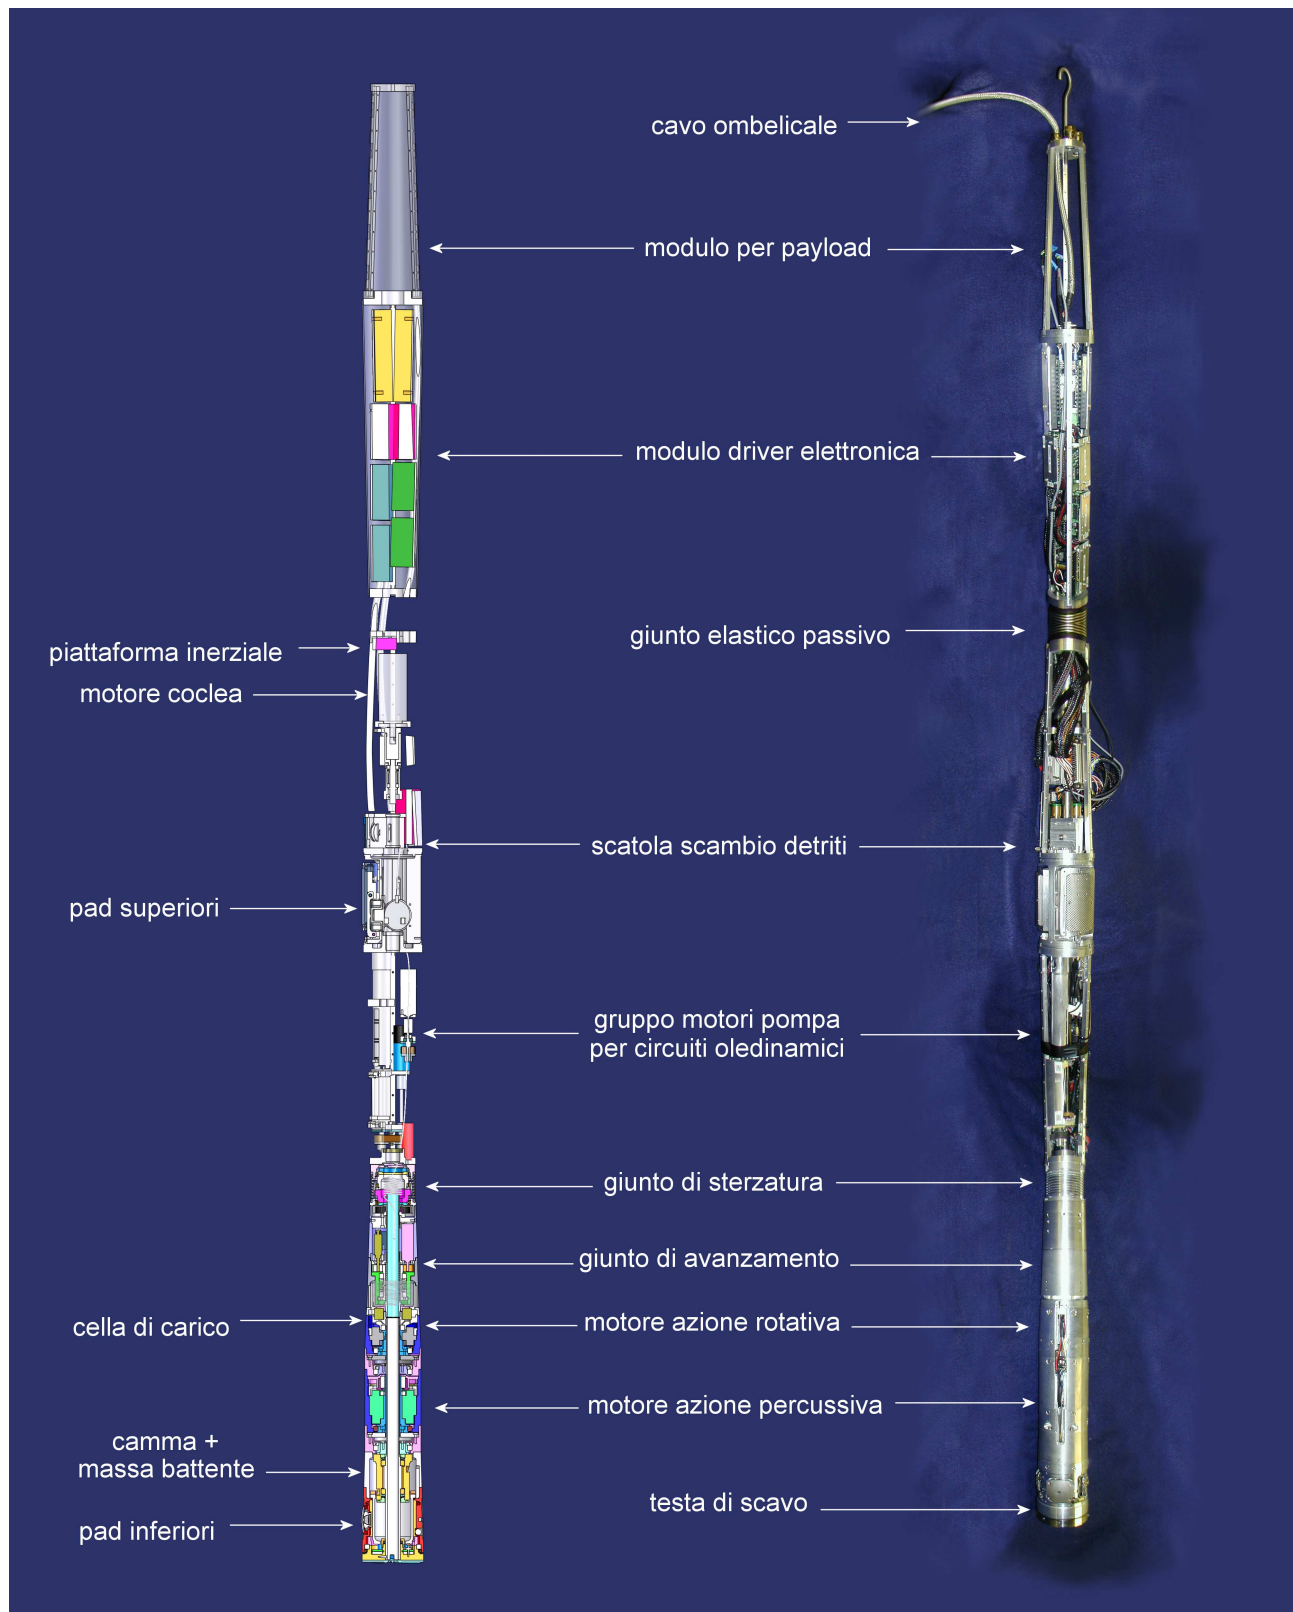 cavo ombelicale
modulo per payload
modulo driver elettronica
giunto elastico passivo
piattaforma inerziale
motore coclea
scatola scambio detriti
pad superiori
gruppo motori pompa
per circuiti oledinamici
giunto di sterzatura
giunto di avanzamento
cella di carico
motore azione rotativa
motore azione percussiva
camma +
massa battente
testa di scavo
pad inferiori